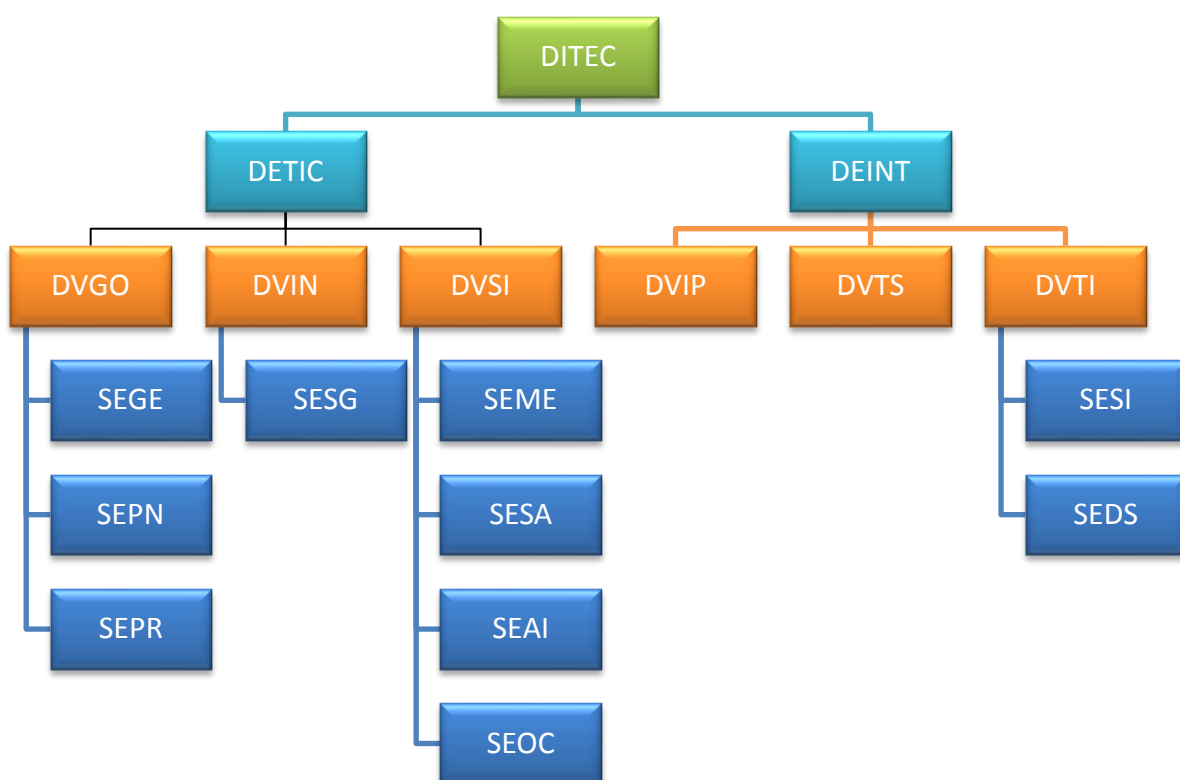 DITEC
DETIC
DEINT
DVGO
DVIN
DVSI
DVIP
DVTS
DVTI
SEGE
SESG
SEME
SESI
SEPN
SESA
SEDS
SEPR
SEAI
SEOC